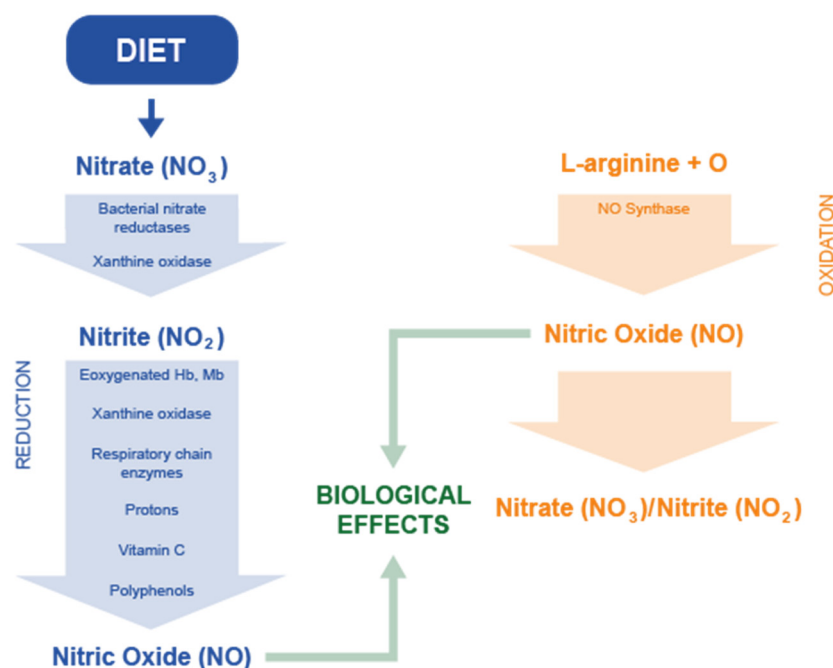 DIET
Nitrate (NO3)
Bacterial nitrate
reductases
Xanthine oxidase
Nitrite (NO2)
REDUCTION
Eoxygenated Hb, Mb
Xanthine oxidase
Respiratory chain
enzymes
Protons
Vitamin C
Polyphenols
Nitric Oxide (NO)
BIOLOGICAL
EFFECTS
L-arginine + O
NO Synthase
OXIDATION
Nitric Oxide (NO)
Nitrate (NO3)/Nitrite (NO2)